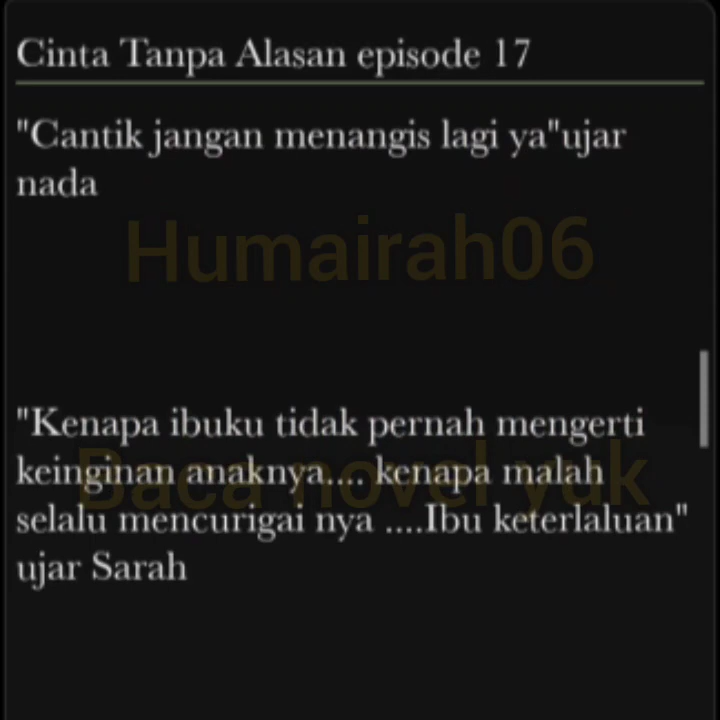 Cinta Tanpa Alasan episode 17
"Cantik jangan menangis lagi ya"ujar
nada
Humairah06
"Kenapa ibuku tidak pernah mengerti
keinginan anaknya.... kenapa malah
Baca novel yuk
selalu mencurigai nya ....Ibu keterlaluan"
ujar Sarah